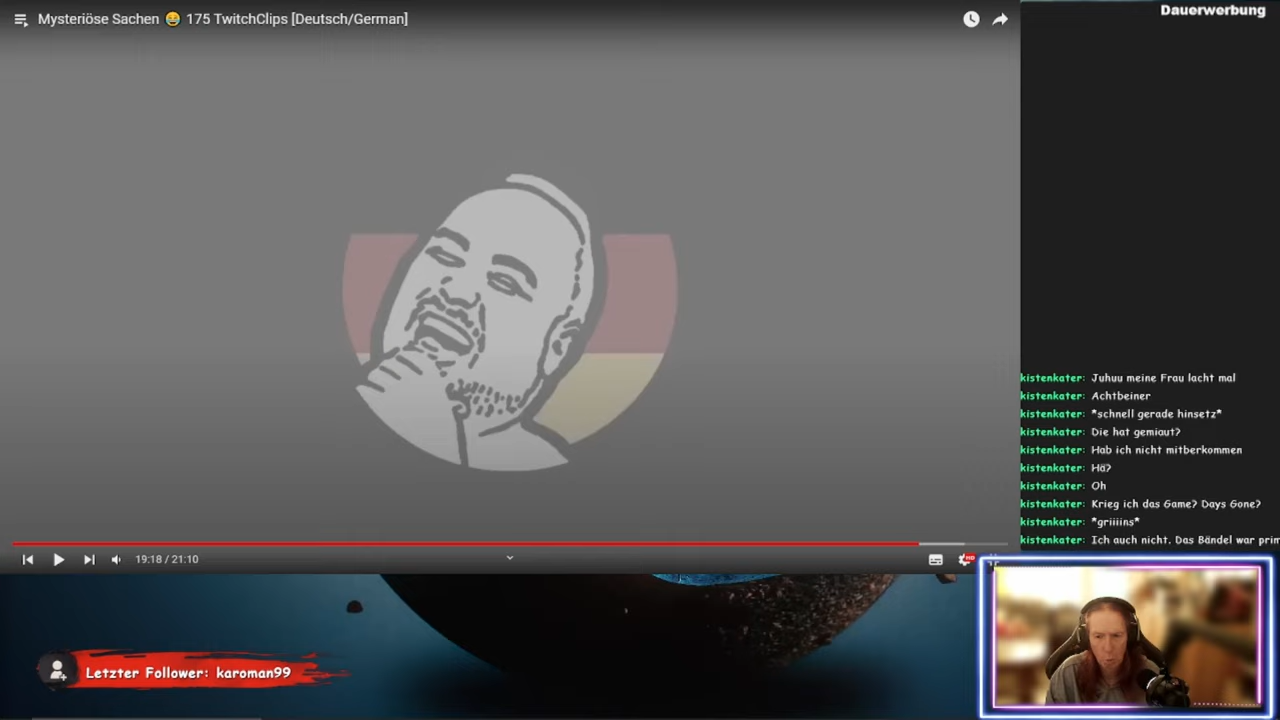 Mysteriöse Sachen 😂 175 TwitchClips [Deutsch/German]
Dauerwerbung
kistenkater: Juhuu meine Frau lacht mal
kistenkater: Achtbeiner
kistenkater: *schnell gerade hinsetz*
kistenkater: Die hat gemiaut?
kistenkater: Hab ich nicht mitberkommen
kistenkater: Hä?
kistenkater: Oh
kistenkater: Krieg ich das Game? Days Gone?
kistenkater: *griiiins*
kistenkater: Ich auch nicht. Das Bändel war prim
19:18 / 21:10
HD
Letzter Follower: karoman99